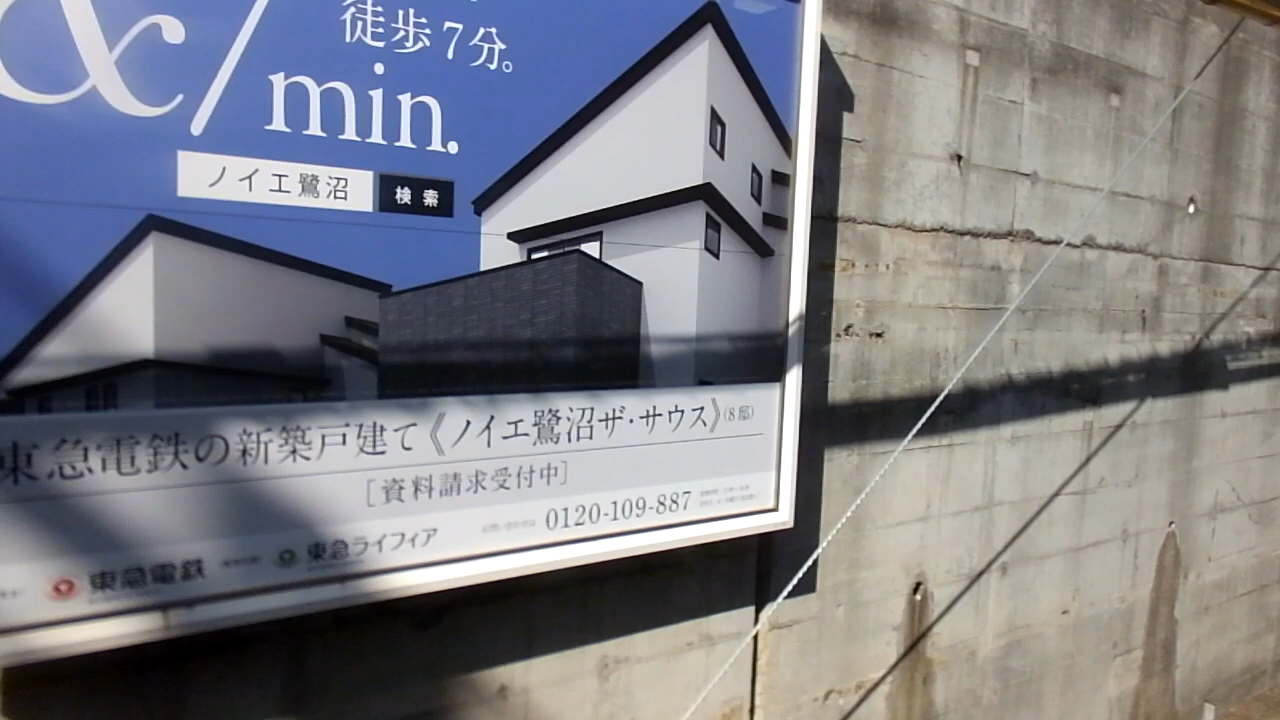 &/
徒歩7分。
min.
ノイエ鷺沼 検索
東急電鉄の新築戸建て《ノイエ鷺沼ザ・サウス》(8邸)
[資料請求受付中]
0120-109-887
東急電鉄 東急ライフィア